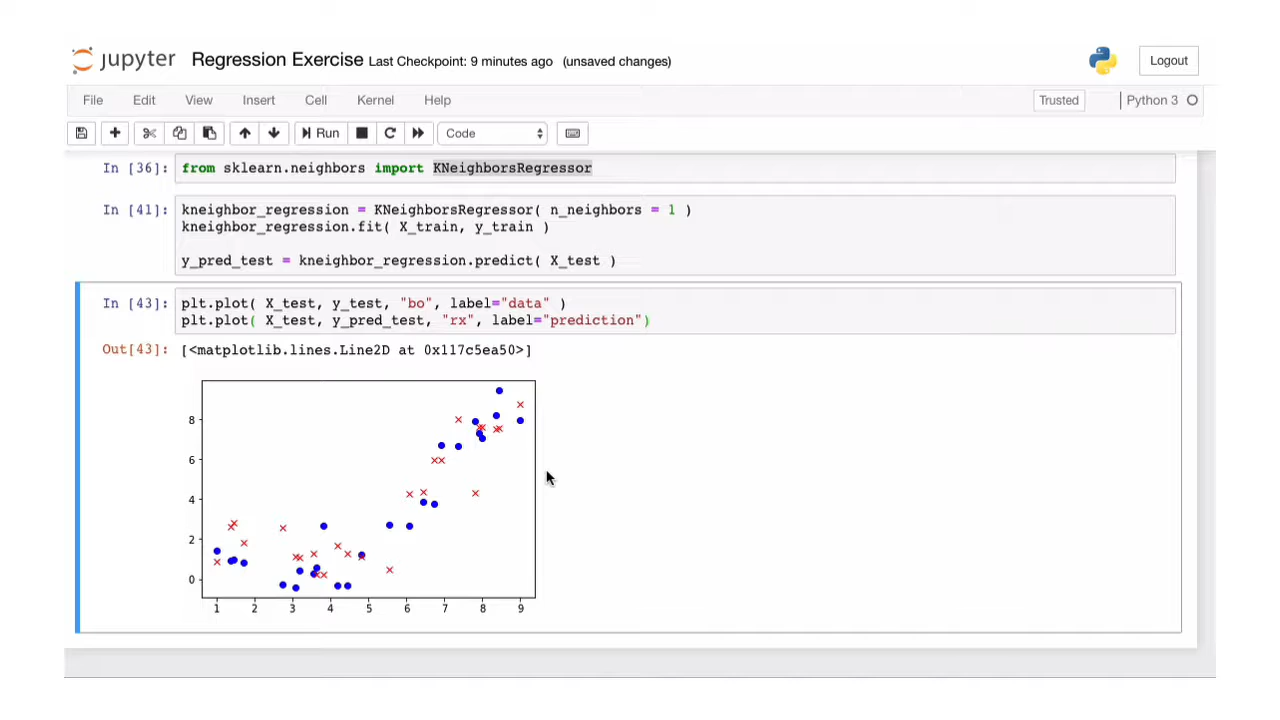 jupyter Regression Exercise Last Checkpoint: 9 minutes ago (unsaved changes) Logout
File Edit View Insert Cell Kernel Help Trusted Python 3
Run Code
In [36]: from sklearn.neighbors import KNeighborsRegressor
In [41]: kneighbor_regression = KNeighborsRegressor( n_neighbors = 1 )
kneighbor_regression.fit( X_train, y_train )
y_pred_test = kneighbor_regression.predict( X_test )
In [43]: plt.plot( X_test, y_test, "bo", label="data" )
plt.plot( X_test, y_pred_test, "rx", label="prediction")
Out[43]: [<matplotlib.lines.Line2D at 0x117c5ea50>]
8
6
4
2
0
1 2 3 4 5 6 7 8 9